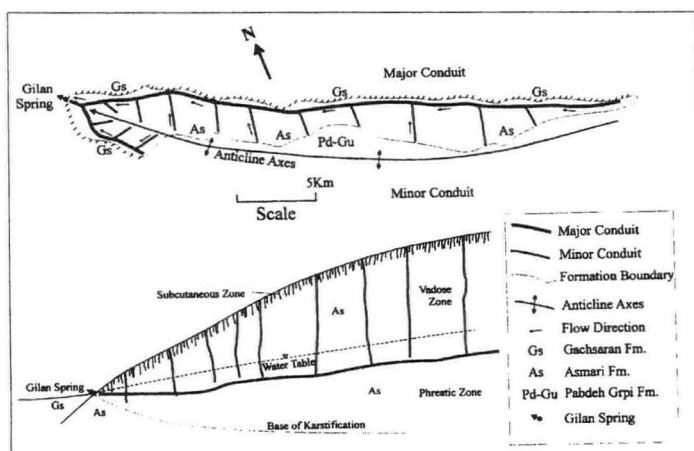 N
Major Conduit
Gilan
Spring
Gs
Gs
Gs
As
As
As
Pd-Gu
Gs
Anticline Axes
5Km
Scale
Minor Conduit
Subcutaneous Zone
As
Vadose
Zone
Water Table
Gilan Spring
Gs
As
As
Phreatic Zone
Base of Karstification
Major Conduit
Minor Conduit
Formation Boundary
Anticline Axes
Flow Direction
Gs Gachsaran Fm.
As Asmari Fm.
Pd-Gu Pabdeh Grpi Fm.
Gilan Spring